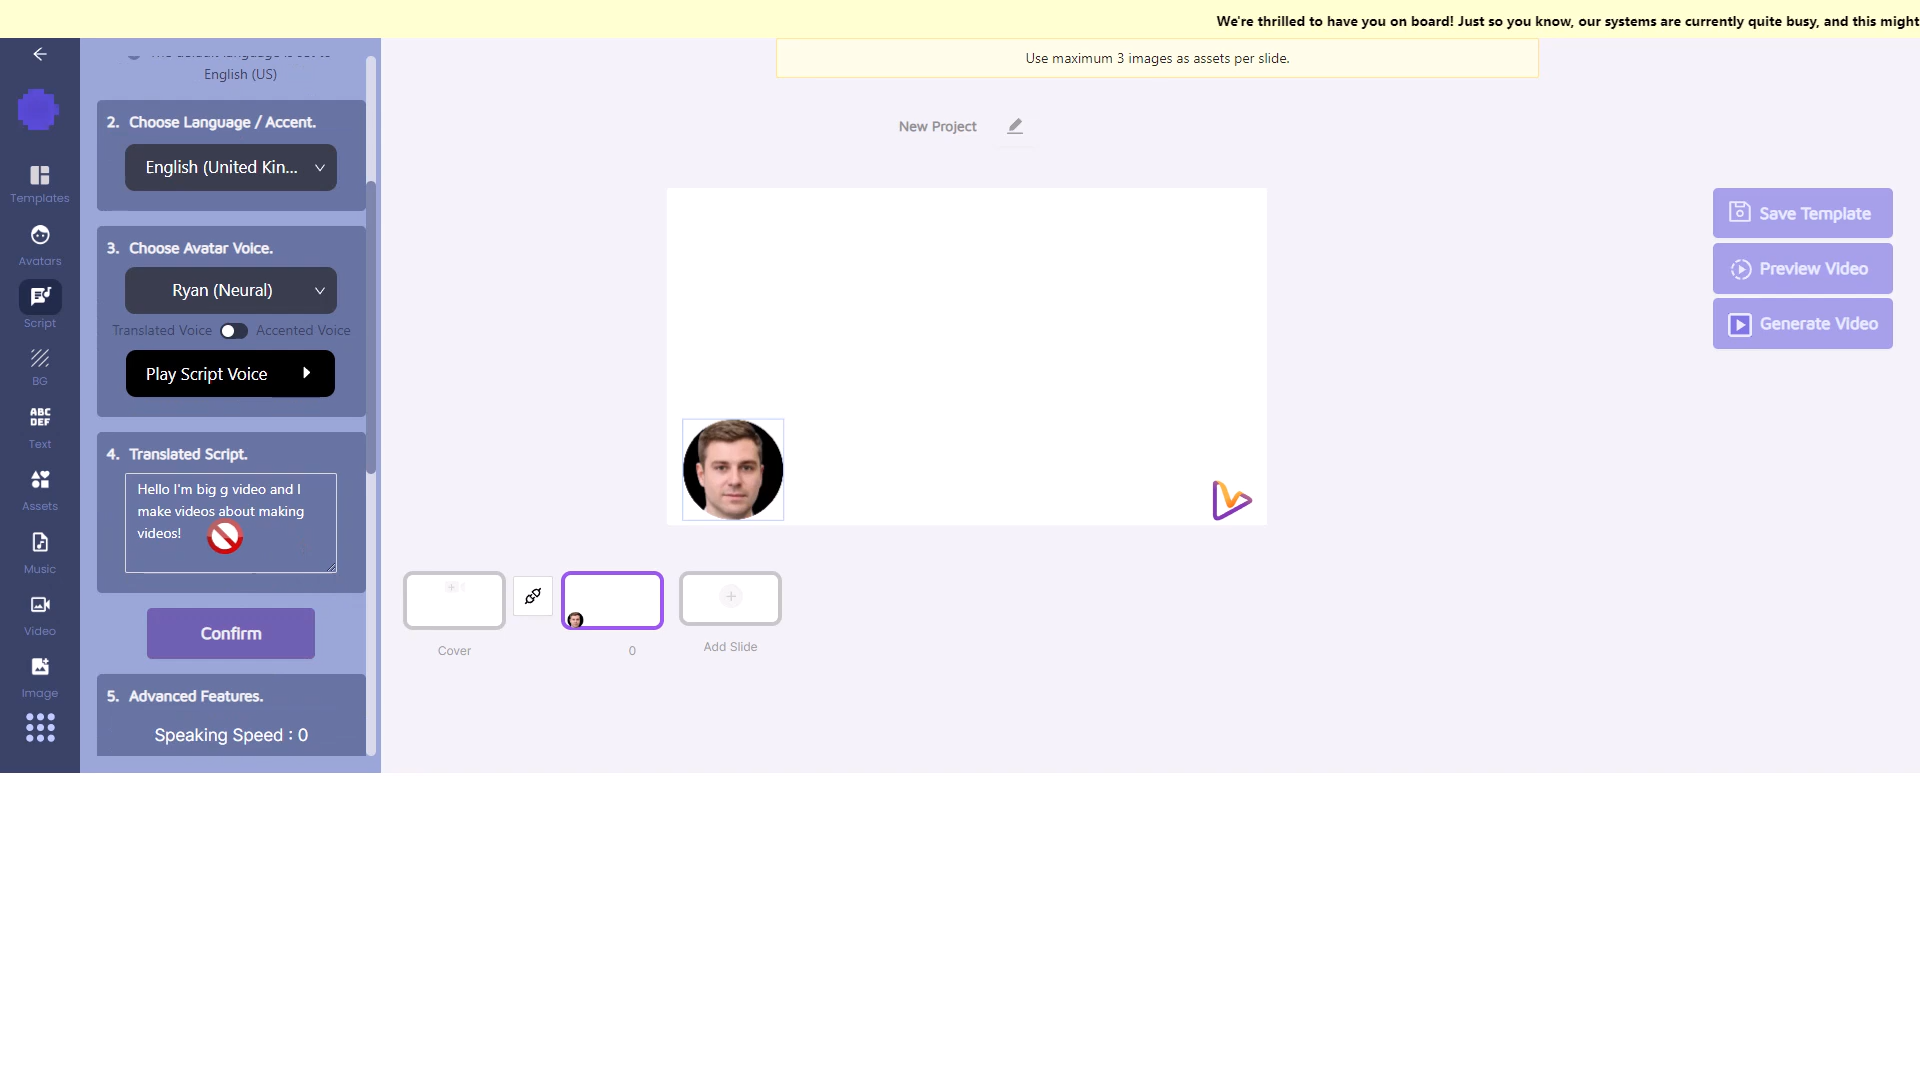 We're thrilled to have you on board! Just so you know, our systems are currently quite busy, and this might
Use maximum 3 images as assets per slide.
Templates
Avatars
Script
BG
ABC
DEF
Text
Assets
Music
Video
Image
English (US)
2. Choose Language / Accent.
English (United Kin...
3. Choose Avatar Voice.
Ryan (Neural)
Translated Voice
Accented Voice
Play Script Voice
4. Translated Script.
Hello I'm big g video and I
make videos about making
videos!
Confirm
5. Advanced Features.
Speaking Speed : 0
New Project
Cover
0
Add Slide
Save Template
Preview Video
Generate Video